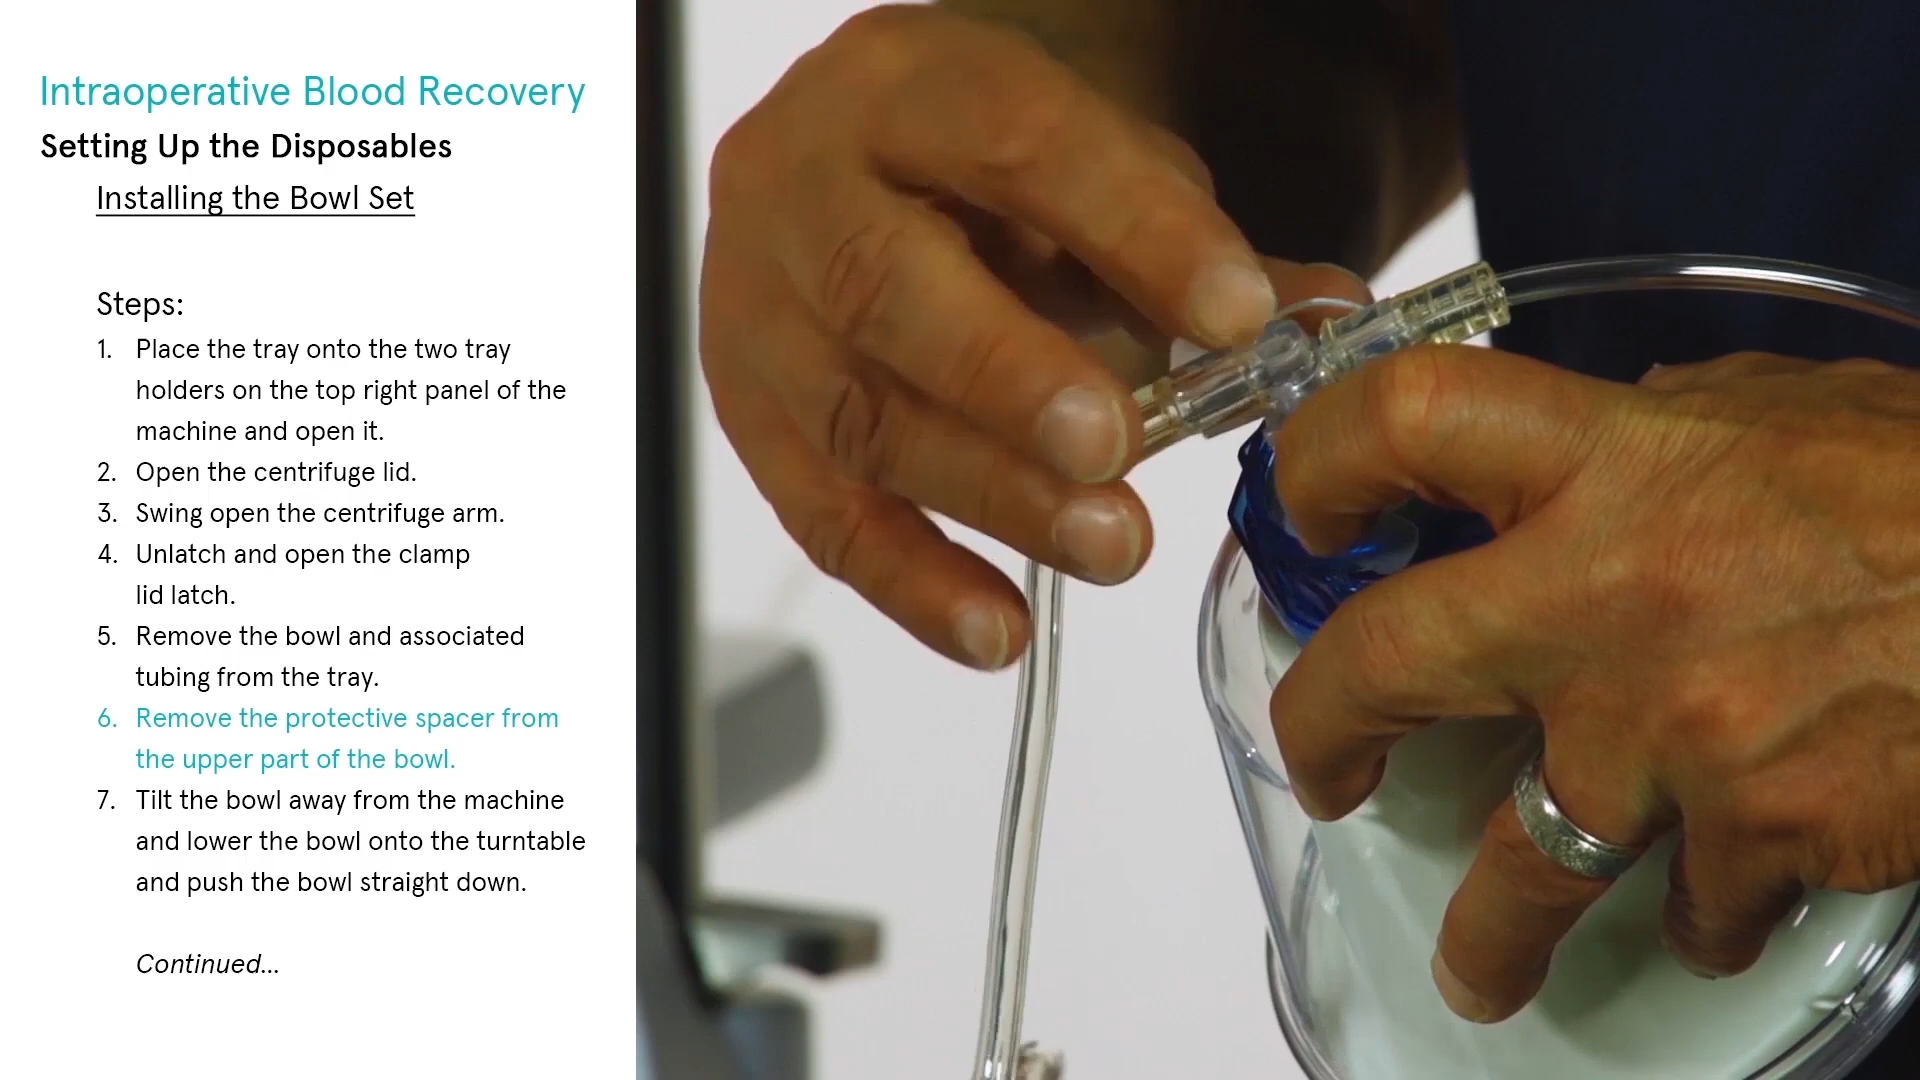 Intraoperative Blood Recovery
Setting Up the Disposables
Installing the Bowl Set
Steps:
1. Place the tray onto the two tray
holders on the top right panel of the
machine and open it.
2. Open the centrifuge lid.
3. Swing open the centrifuge arm.
4. Unlatch and open the clamp
lid latch.
5. Remove the bowl and associated
tubing from the tray.
6. Remove the protective spacer from
the upper part of the bowl.
7. Tilt the bowl away from the machine
and lower the bowl onto the turntable
and push the bowl straight down.
Continued...